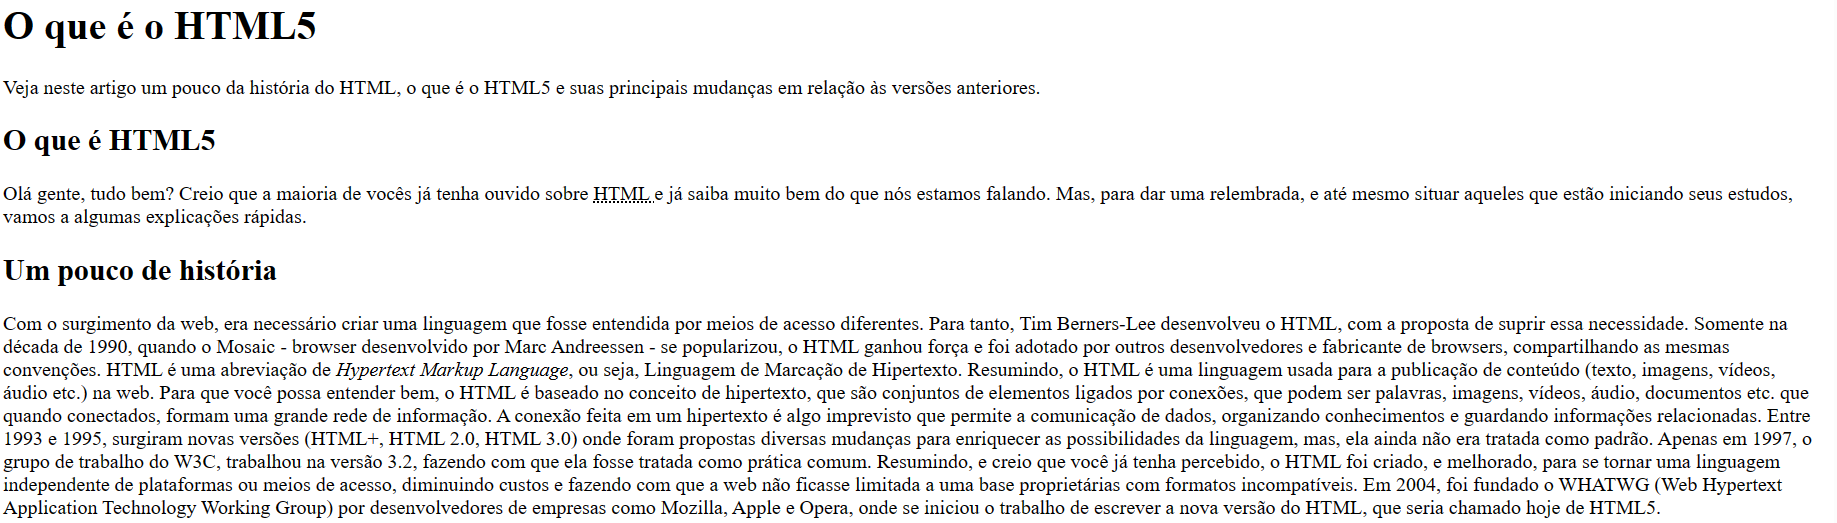 O que é o HTML5
Veja neste artigo um pouco da história do HTML, o que é o HTML5 e suas principais mudanças em relação às versões anteriores.
O que é HTML5
Olá gente, tudo bem? Creio que a maioria de vocês já tenha ouvido sobre HTML e já saiba muito bem do que nós estamos falando. Mas, para dar uma relembrada, e até mesmo situar aqueles que estão iniciando seus estudos,
vamos a algumas explicações rápidas.
Um pouco de história
Com o surgimento da web, era necessário criar uma linguagem que fosse entendida por meios de acesso diferentes. Para tanto, Tim Berners-Lee desenvolveu o HTML, com a proposta de suprir essa necessidade. Somente na
década de 1990, quando o Mosaic - browser desenvolvido por Marc Andreessen - se popularizou, o HTML ganhou força e foi adotado por outros desenvolvedores e fabricante de browsers, compartilhando as mesmas
convenções. HTML é uma abreviação de Hypertext Markup Language, ou seja, Linguagem de Marcação de Hipertexto. Resumindo, o HTML é uma linguagem usada para a publicação de conteúdo (texto, imagens, vídeos,
áudio etc.) na web. Para que você possa entender bem, o HTML é baseado no conceito de hipertexto, que são conjuntos de elementos ligados por conexões, que podem ser palavras, imagens, vídeos, áudio, documentos etc. que
quando conectados, formam uma grande rede de informação. A conexão feita em um hipertexto é algo imprevisto que permite a comunicação de dados, organizando conhecimentos e guardando informações relacionadas. Entre
1993 e 1995, surgiram novas versões (HTML+, HTML 2.0, HTML 3.0) onde foram propostas diversas mudanças para enriquecer as possibilidades da linguagem, mas, ela ainda não era tratada como padrão. Apenas em 1997, o
grupo de trabalho do W3C, trabalhou na versão 3.2, fazendo com que ela fosse tratada como prática comum. Resumindo, e creio que você já tenha percebido, o HTML foi criado, e melhorado, para se tornar uma linguagem
independente de plataformas ou meios de acesso, diminuindo custos e fazendo com que a web não ficasse limitada a uma base proprietárias com formatos incompatíveis. Em 2004, foi fundado o WHATWG (Web Hypertext
Application Technology Working Group) por desenvolvedores de empresas como Mozilla, Apple e Opera, onde se iniciou o trabalho de escrever a nova versão do HTML, que seria chamado hoje de HTML5.